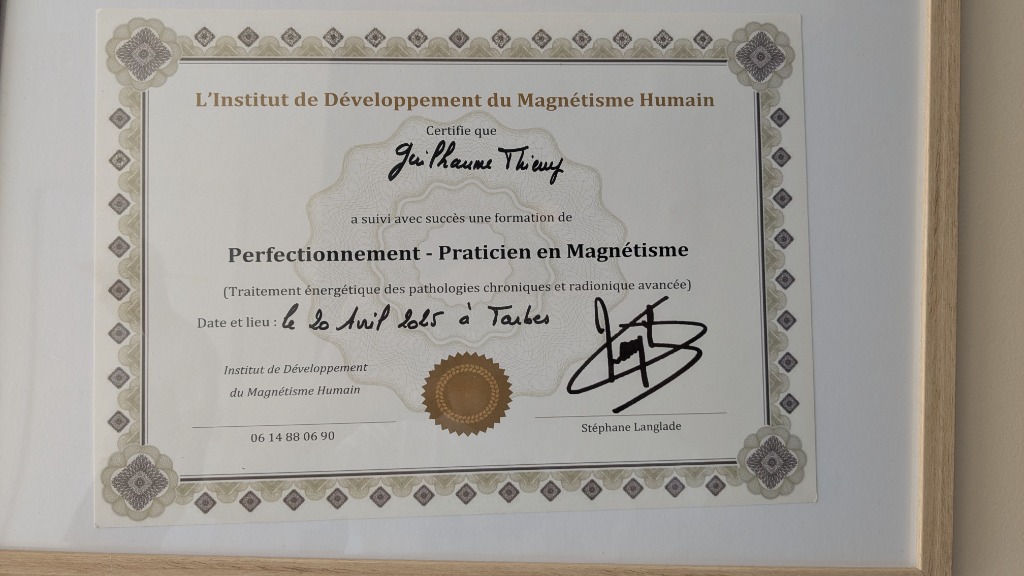 L'Institut de Développement du Magnétisme Humain
Certifie que
Guilhaume Thieury
a suivi avec succès une formation de
Perfectionnement - Praticien en Magnétisme
(Traitement énergétique des pathologies chroniques et radionique avancée)
Date et lieu : le 20 Avril 2025 à Tarbes
Institut de Développement
du Magnétisme Humain
06 14 88 06 90
Stéphane Langlade